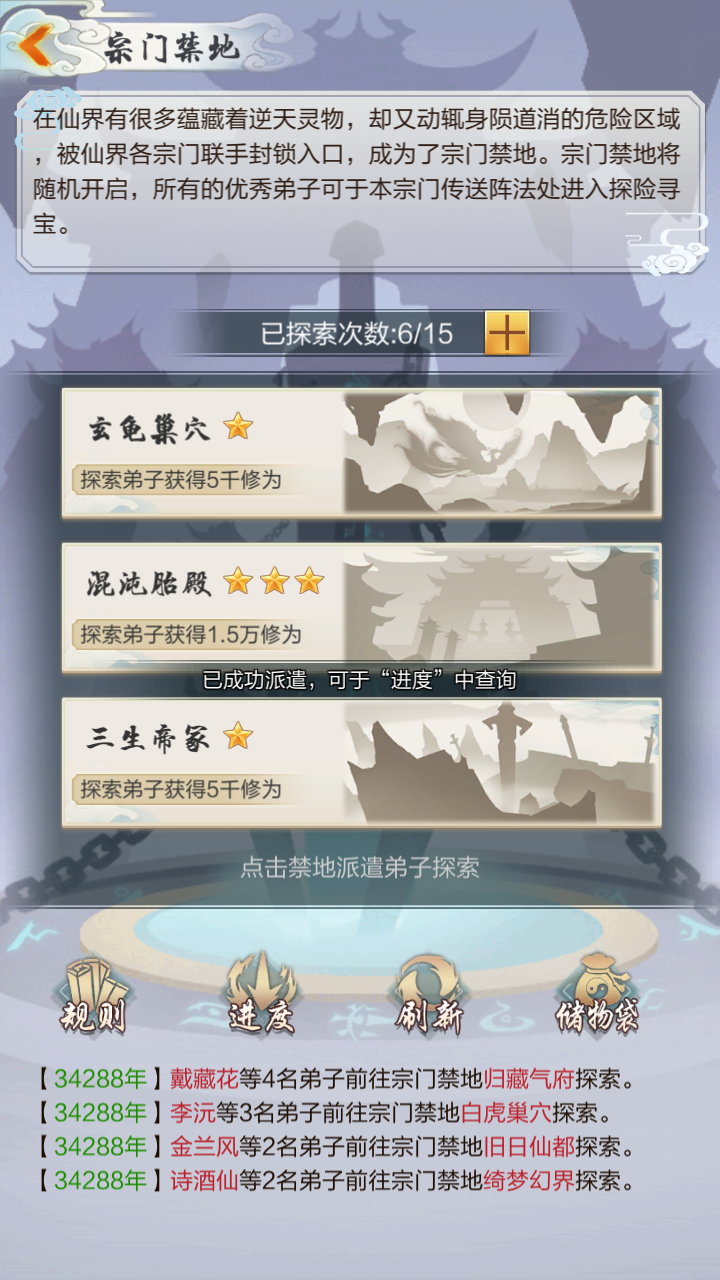 宗门禁地
在仙界有很多蕴藏着逆天灵物，却又动辄身陨道消的危险区域
，被仙界各宗门联手封锁入口，成为了宗门禁地。宗门禁地将
随机开启，所有的优秀弟子可于本宗门传送阵法处进入探险寻
宝。
已探索次数:6/15
玄龟巢穴
探索弟子获得5千修为
混沌胎殿
探索弟子获得1.5万修为
已成功派遣，可于“进度”中查询
三生帝冢
探索弟子获得5千修为
点击禁地派遣弟子探索
规则 进度 刷新 储物袋
【34288年】戴藏花等4名弟子前往宗门禁地归藏气府探索。
【34288年】李沅等3名弟子前往宗门禁地白虎巢穴探索。
【34288年】金兰风等2名弟子前往宗门禁地旧日仙都探索。
【34288年】诗酒仙等2名弟子前往宗门禁地绮梦幻界探索。